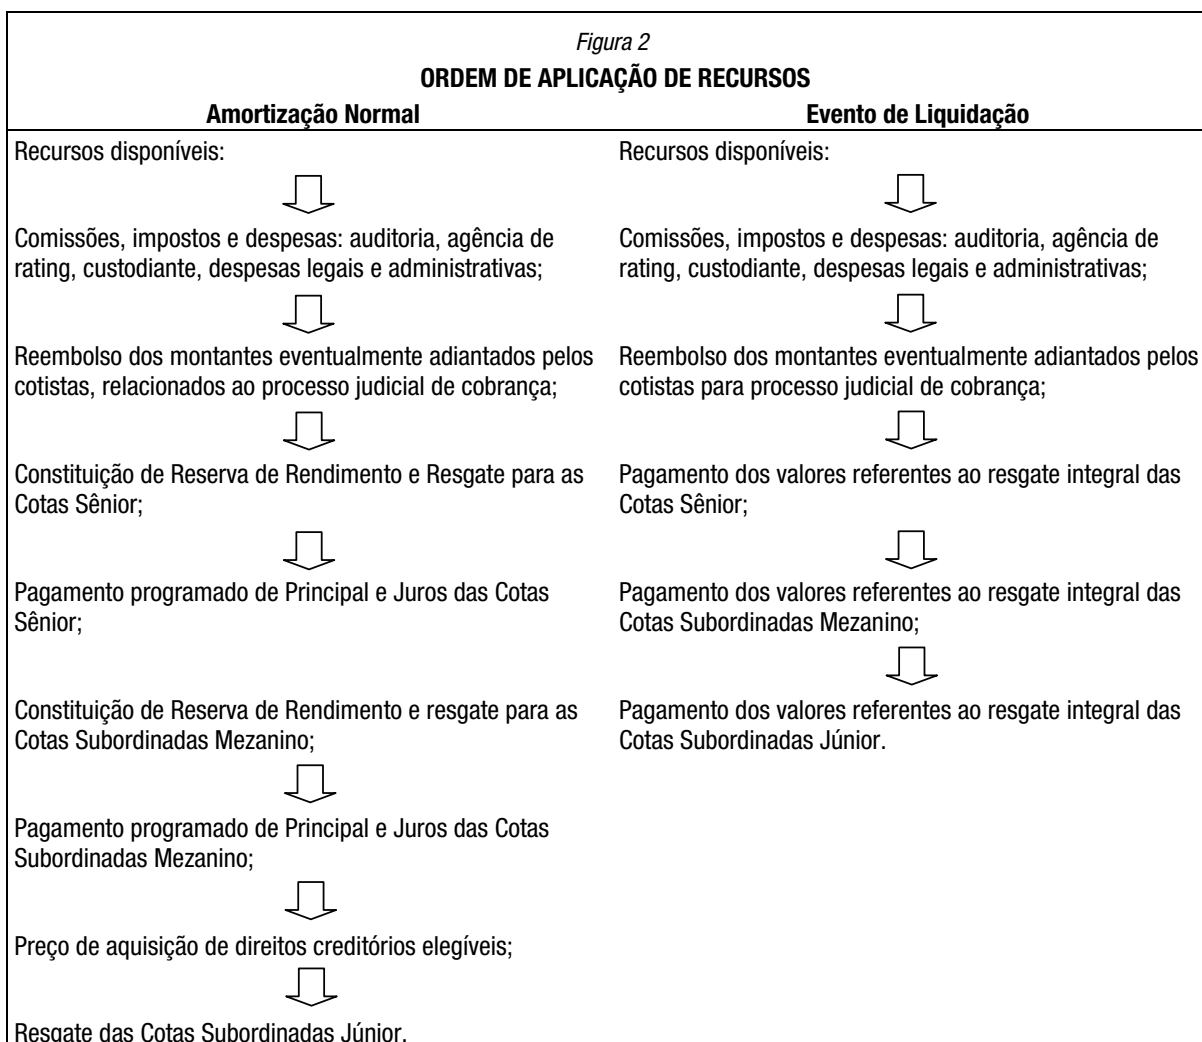 Figura 2
ORDEM DE APLICAÇÃO DE RECURSOS
Amortização Normal
Recursos disponíveis:
Comissões, impostos e despesas: auditoria, agência de
rating, custodiante, despesas legais e administrativas;
Reembolso dos montantes eventualmente adiantados pelos
cotistas, relacionados ao processo judicial de cobrança;
Constituição de Reserva de Rendimento e Resgate para as
Cotas Sênior;
Pagamento programado de Principal e Juros das Cotas
Sênior;
Constituição de Reserva de Rendimento e resgate para as
Cotas Subordinadas Mezanino;
Pagamento programado de Principal e Juros das Cotas
Subordinadas Mezanino;
Preço de aquisição de direitos creditórios elegíveis;
Resgate das Cotas Subordinadas Júnior.
Evento de Liquidação
Recursos disponíveis:
Comissões, impostos e despesas: auditoria, agência de
rating, custodiante, despesas legais e administrativas;
Reembolso dos montantes eventualmente adiantados pelos
cotistas para processo judicial de cobrança;
Pagamento dos valores referentes ao resgate integral das
Cotas Sênior;
Pagamento dos valores referentes ao resgate integral das
Cotas Subordinadas Mezanino;
Pagamento dos valores referentes ao resgate integral das
Cotas Subordinadas Júnior.